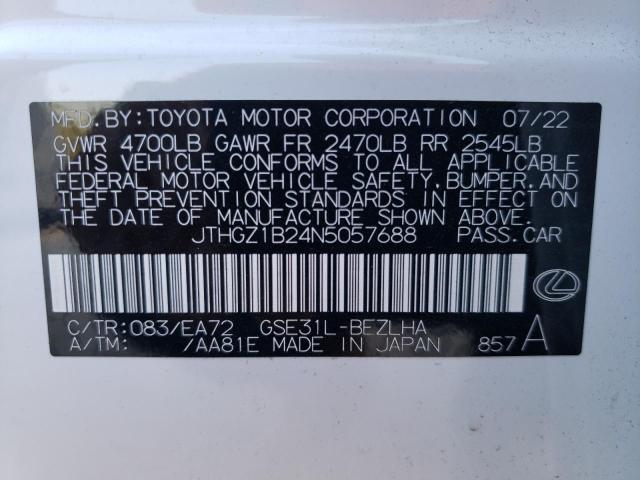 MFD.BY:TOYOTA MOTOR CORPORATION 07/22
GVWR 4700LB GAWR FR 2470LB RR 2545LB
THIS VEHICLE CONFORMS TO ALL APPLICABLE
FEDERAL MOTOR VEHICLE SAFETY,BUMPER,AND
THEFT PREVENTION STANDARDS IN EFFECT ON
THE DATE OF MANUFACTURE SHOWN ABOVE.
JTHGZ1B24N5057688 PASS.CAR
C/TR:083/EA72 GSE31L-BEZLHA
A/TM: /AA81E MADE IN JAPAN 857 A